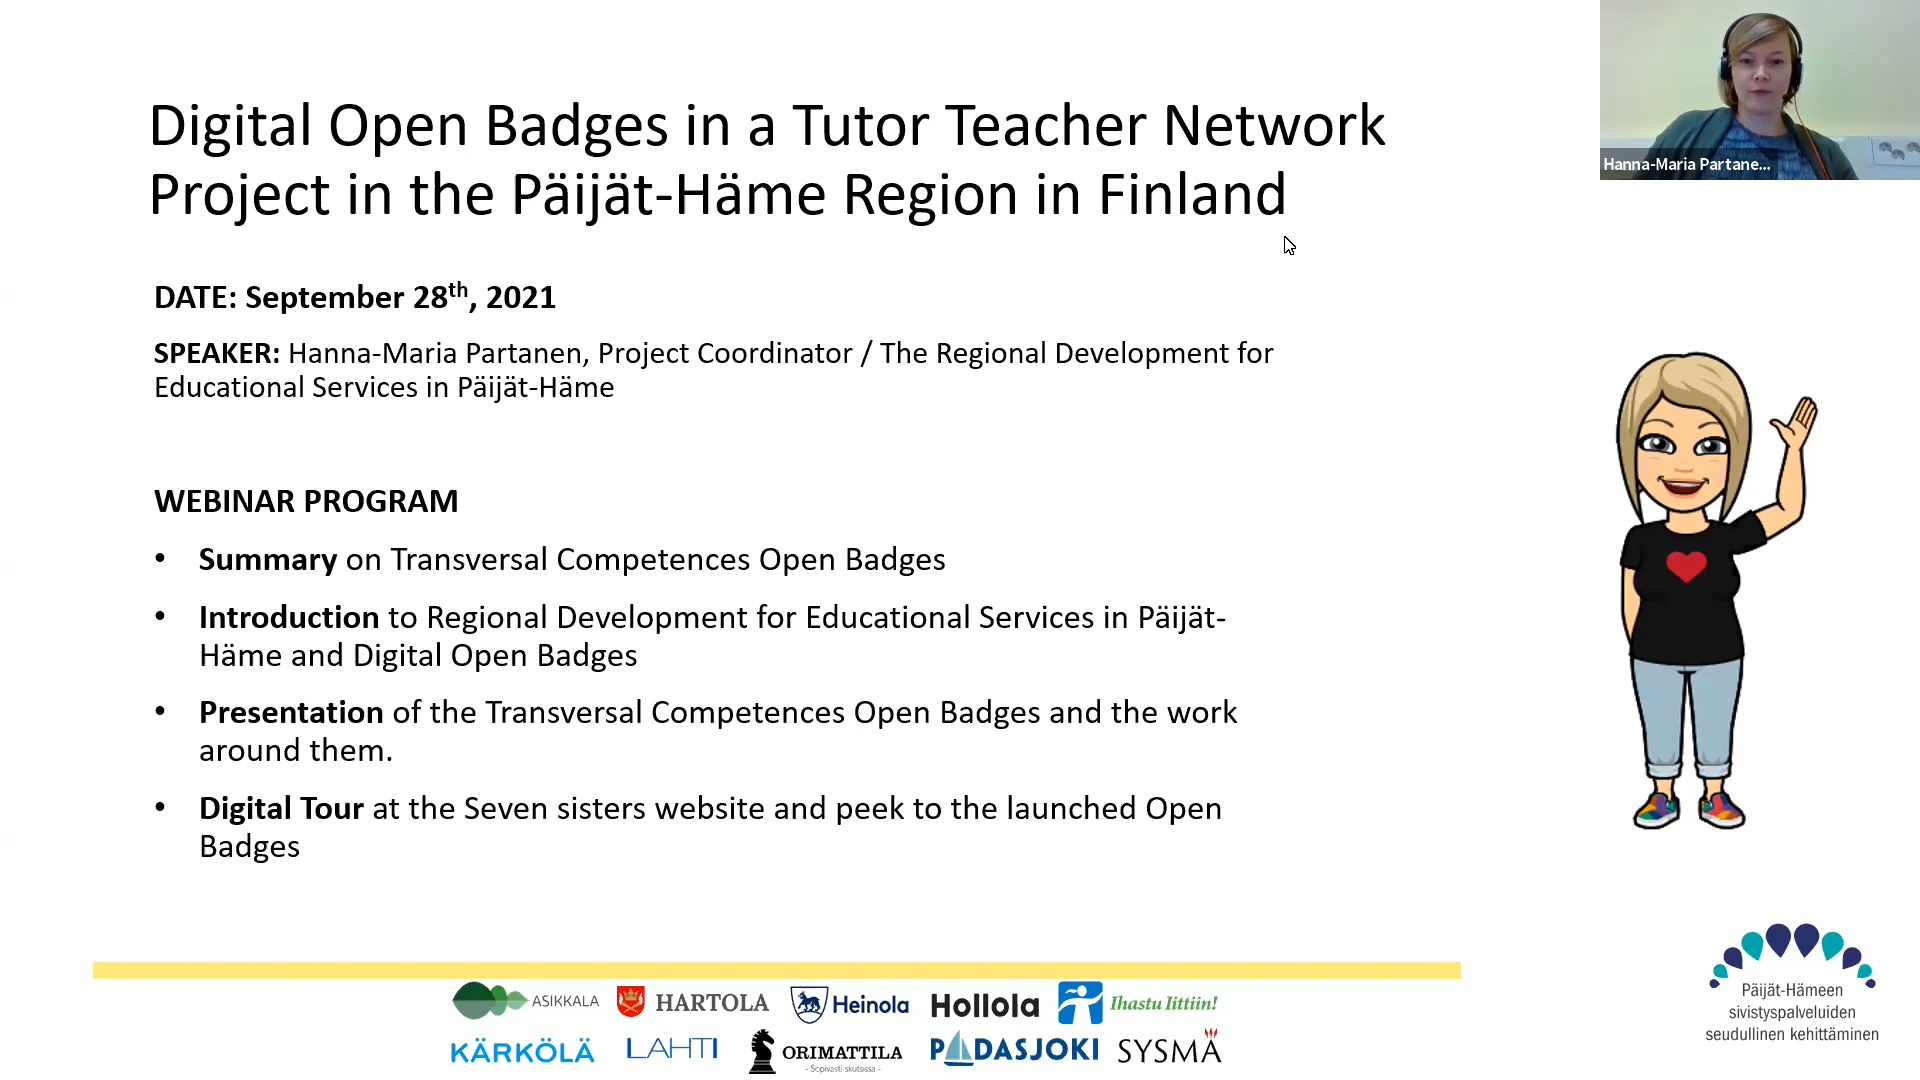 Digital Open Badges in a Tutor Teacher Network
Project in the Päijät-Häme Region in Finland
Hanna-Maria Partane...
DATE: September 28th, 2021
SPEAKER: Hanna-Maria Partanen, Project Coordinator / The Regional Development for
Educational Services in Päijät-Häme
WEBINAR PROGRAM
• Summary on Transversal Competences Open Badges
• Introduction to Regional Development for Educational Services in Päijät-
Häme and Digital Open Badges
• Presentation of the Transversal Competences Open Badges and the work
around them.
• Digital Tour at the Seven sisters website and peek to the launched Open
Badges
ASIKKALA HARTOLA Heinola Hollola Ihastu Iittiin!
KÄRKÖLÄ LAHTI ORIMATTILA PADASJOKI SYSMÄ
- Sopivasti skutsissa -
Päijät-Hämeen
sivistyspalveluiden
seudullinen kehittäminen